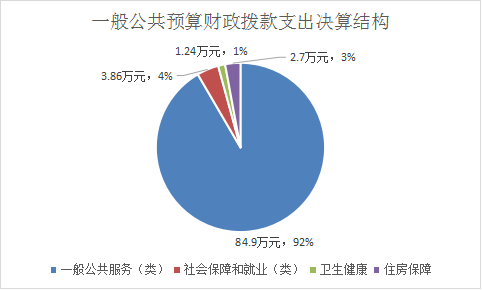 一般公共预算财政拨款支出决算结构
1.24万元，1%
2.7万元，3%
3.86万元，4%
84.9万元，92%
一般公共服务（类） 社会保障和就业（类） 卫生健康 住房保障